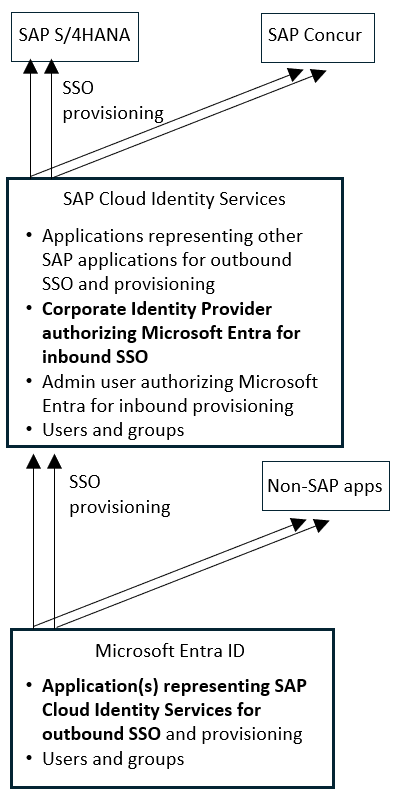 SAP S/4HANA
SAP Concur
SSO
provisioning
SAP Cloud Identity Services
• Applications representing other
SAP applications for outbound
SSO and provisioning
• Corporate Identity Provider
authorizing Microsoft Entra for
inbound SSO
• Admin user authorizing Microsoft
Entra for inbound provisioning
• Users and groups
SSO
provisioning
Non-SAP apps
Microsoft Entra ID
• Application(s) representing SAP
Cloud Identity Services for
outbound SSO and provisioning
• Users and groups